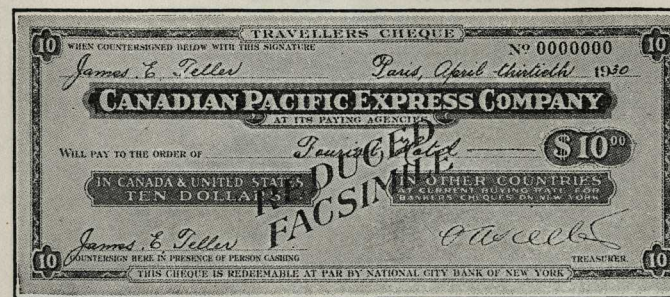 TRAVELLERS CHEQUE
10 WHEN COUNTERSIGNED BELOW WITH THIS SIGNATURE Nº 0000000 10
James E. Teller Paris, April thirtieth 1930
CANADIAN PACIFIC EXPRESS COMPANY
AT ITS PAYING AGENCIES
WILL PAY TO THE ORDER OF Tourist Hotel $10.00
IN CANADA & UNITED STATES
TEN DOLLARS
IN OTHER COUNTRIES
AT CURRENT BUYING RATE FOR
BANKERS CHEQUES ON NEW YORK
REDUCED
FACSIMILE
James E. Teller
10 COUNTERSIGN HERE IN PRESENCE OF PERSON CASHING TREASURER. 10
THIS CHEQUE IS REDEEMABLE AT PAR BY NATIONAL CITY BANK OF NEW YORK